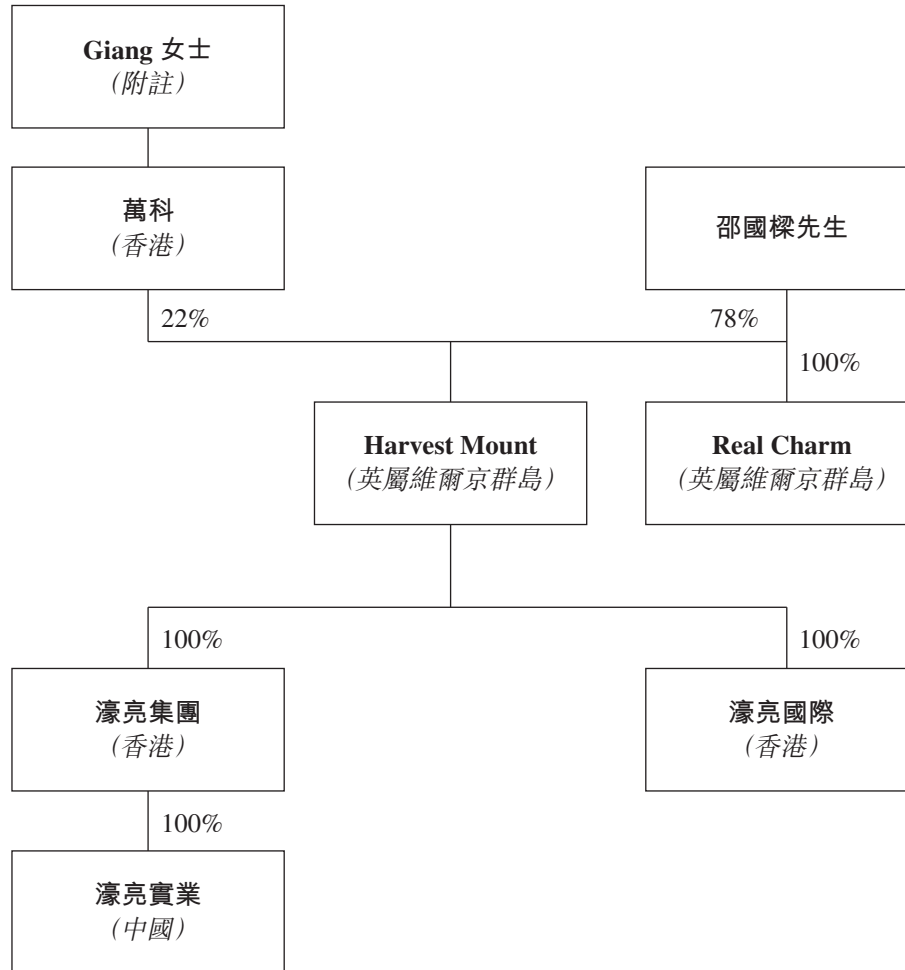 Giang 女士
(附註)
萬科
(香港)
邵國樑先生
22%
78%
100%
Harvest Mount
(英屬維爾京群島)
Real Charm
(英屬維爾京群島)
100%
100%
濠亮集團
(香港)
濠亮國際
(香港)
100%
濠亮實業
(中國)